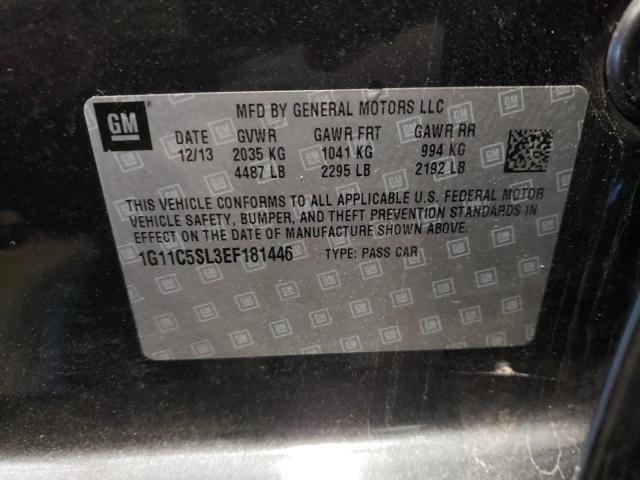 GM
MFD BY GENERAL MOTORS LLC
DATE GVWR GAWR FRT GAWR RR
12/13 2035 KG 1041 KG 994 KG
4487 LB 2295 LB 2192 LB
THIS VEHICLE CONFORMS TO ALL APPLICABLE U.S. FEDERAL MOTOR
VEHICLE SAFETY, BUMPER, AND THEFT PREVENTION STANDARDS IN
EFFECT ON THE DATE OF MANUFACTURE SHOWN ABOVE.
1G11C5SL3EF181446 TYPE: PASS CAR